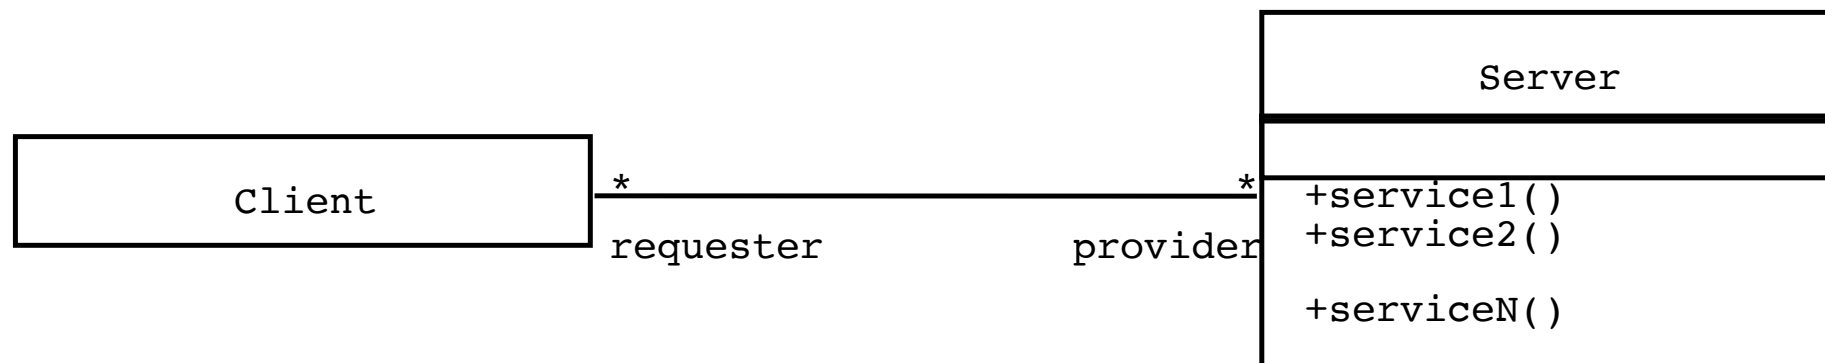 Server
Client
*
*
requester
provider
+service1()
+service2()
+serviceN()